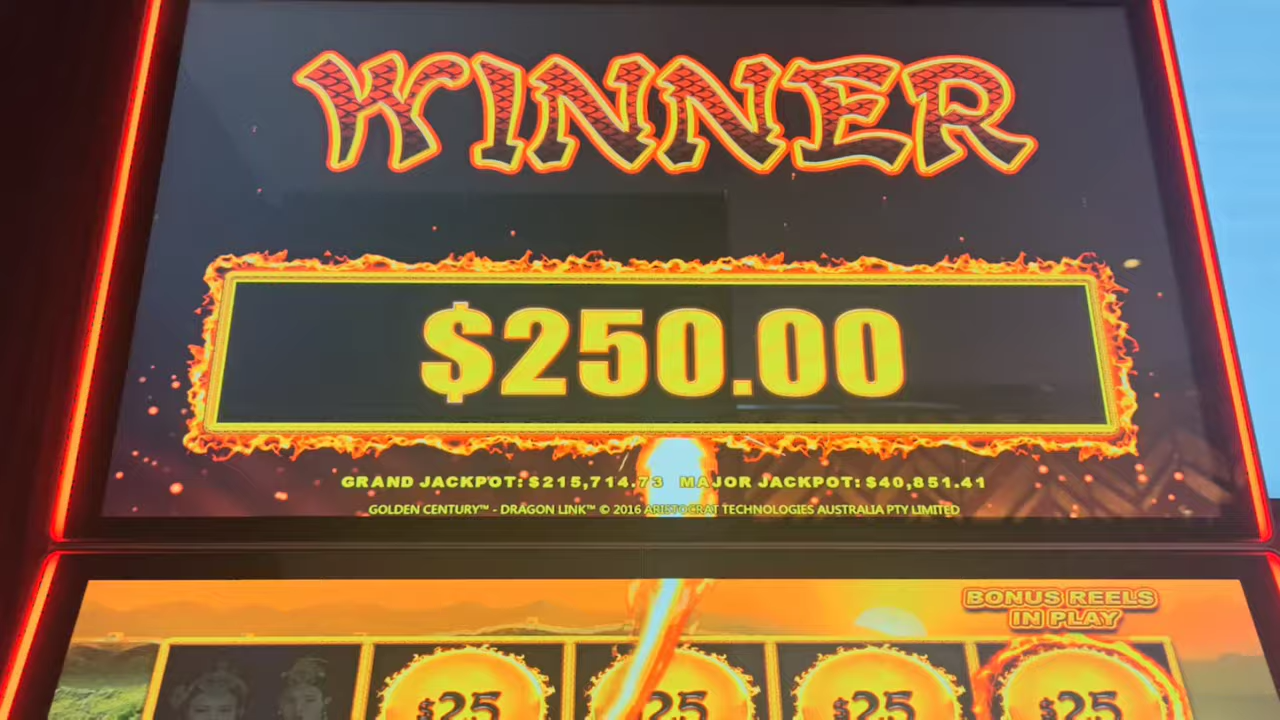 WINNER
$250.00
GRAND JACKPOT: $215,714.73 MAJOR JACKPOT: $40,851.41
GOLDEN CENTURY™ - DRAGON LINK™ © 2016 ARISTOCRAT TECHNOLOGIES AUSTRALIA PTY LIMITED
BONUS REELS
IN PLAY
$25 25 $25 $25